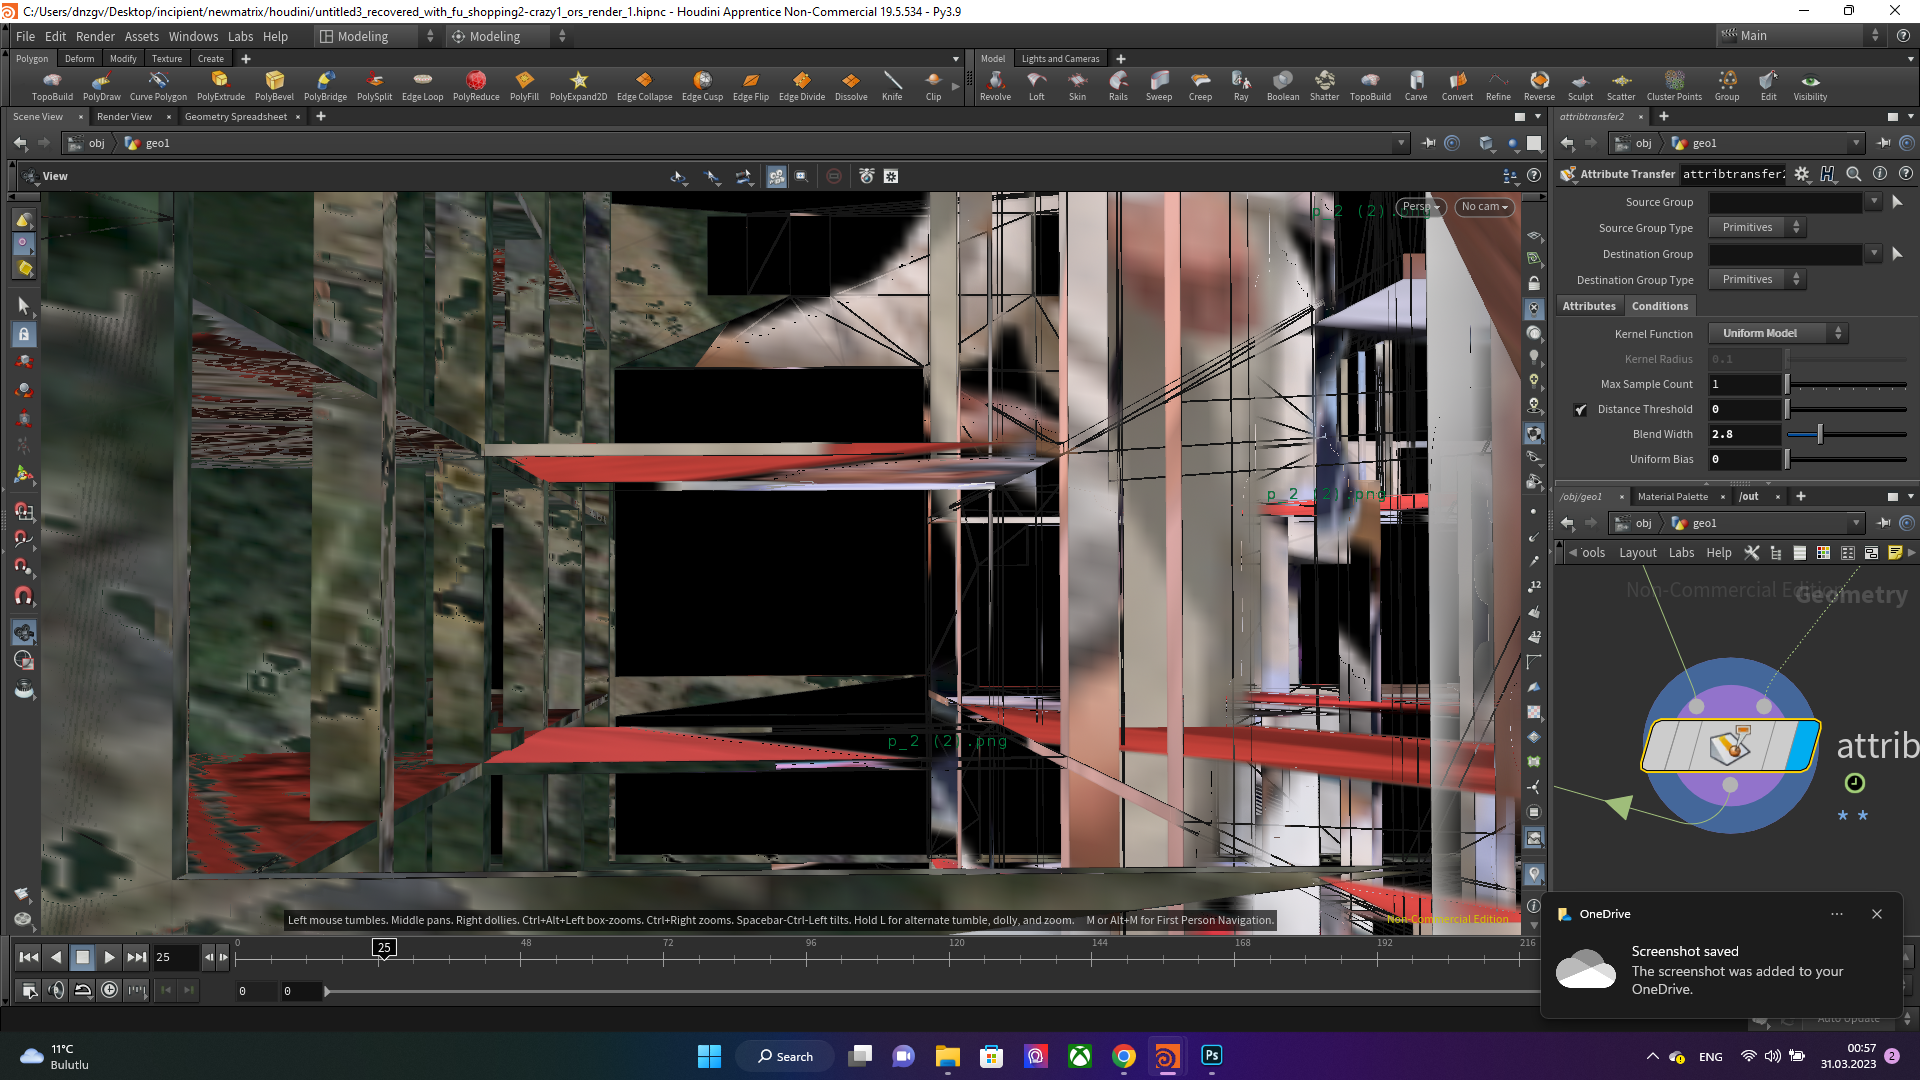 C:/Users/dnzgv/Desktop/incipient/newmatrix/houdini/untitled3_recovered_with_fu_shopping2-crazy1_ors_render_1.hipnc - Houdini Apprentice Non-Commercial 19.5.534 - Py3.9
File Edit Render Assets Windows Labs Help Modeling Modeling Main
Polygon Deform Modify Texture Create Model Lights and Cameras
TopoBuild PolyDraw Curve Polygon PolyExtrude PolyBevel PolyBridge PolySplit Edge Loop PolyReduce PolyFill PolyExpand2D Edge Collapse Edge Cusp Edge Flip Edge Divide Dissolve Knife Clip Revolve Loft Skin Rails Sweep Creep Ray Boolean Shatter TopoBuild Carve Convert Refine Reverse Sculpt Scatter Cluster Points Group Edit Visibility
Scene View Render View Geometry Spreadsheet attribtransfer2
obj geo1 obj geo1
View Attribute Transfer attribtransfer2
Persp No cam
p_2 (2).png
Source Group
Source Group Type Primitives
Destination Group
Destination Group Type Primitives
Attributes Conditions
Kernel Function Uniform Model
Kernel Radius 0.1
Max Sample Count 1
Distance Threshold 0
Blend Width 2.8
Uniform Bias 0
p_2 (2).png
/obj/geo1 Material Palette /out
obj geo1
ools Layout Labs Help
Non-Commercial Edition
Geometry
12
12
p_2 (2).png
attrib
Left mouse tumbles. Middle pans. Right dollies. Ctrl+Alt+Left box-zooms. Ctrl+Right zooms. Spacebar-Ctrl-Left tilts. Hold L for alternate tumble, dolly, and zoom. M or Alt+M for First Person Navigation.
Non-Commercial Edition
OneDrive
Screenshot saved
The screenshot was added to your
OneDrive.
25 0 25 48 72 96 120 144 168 192 216
0 0
Auto Update
11°C
Bulutlu
Search
Ps
ENG
00:57
31.03.2023
2